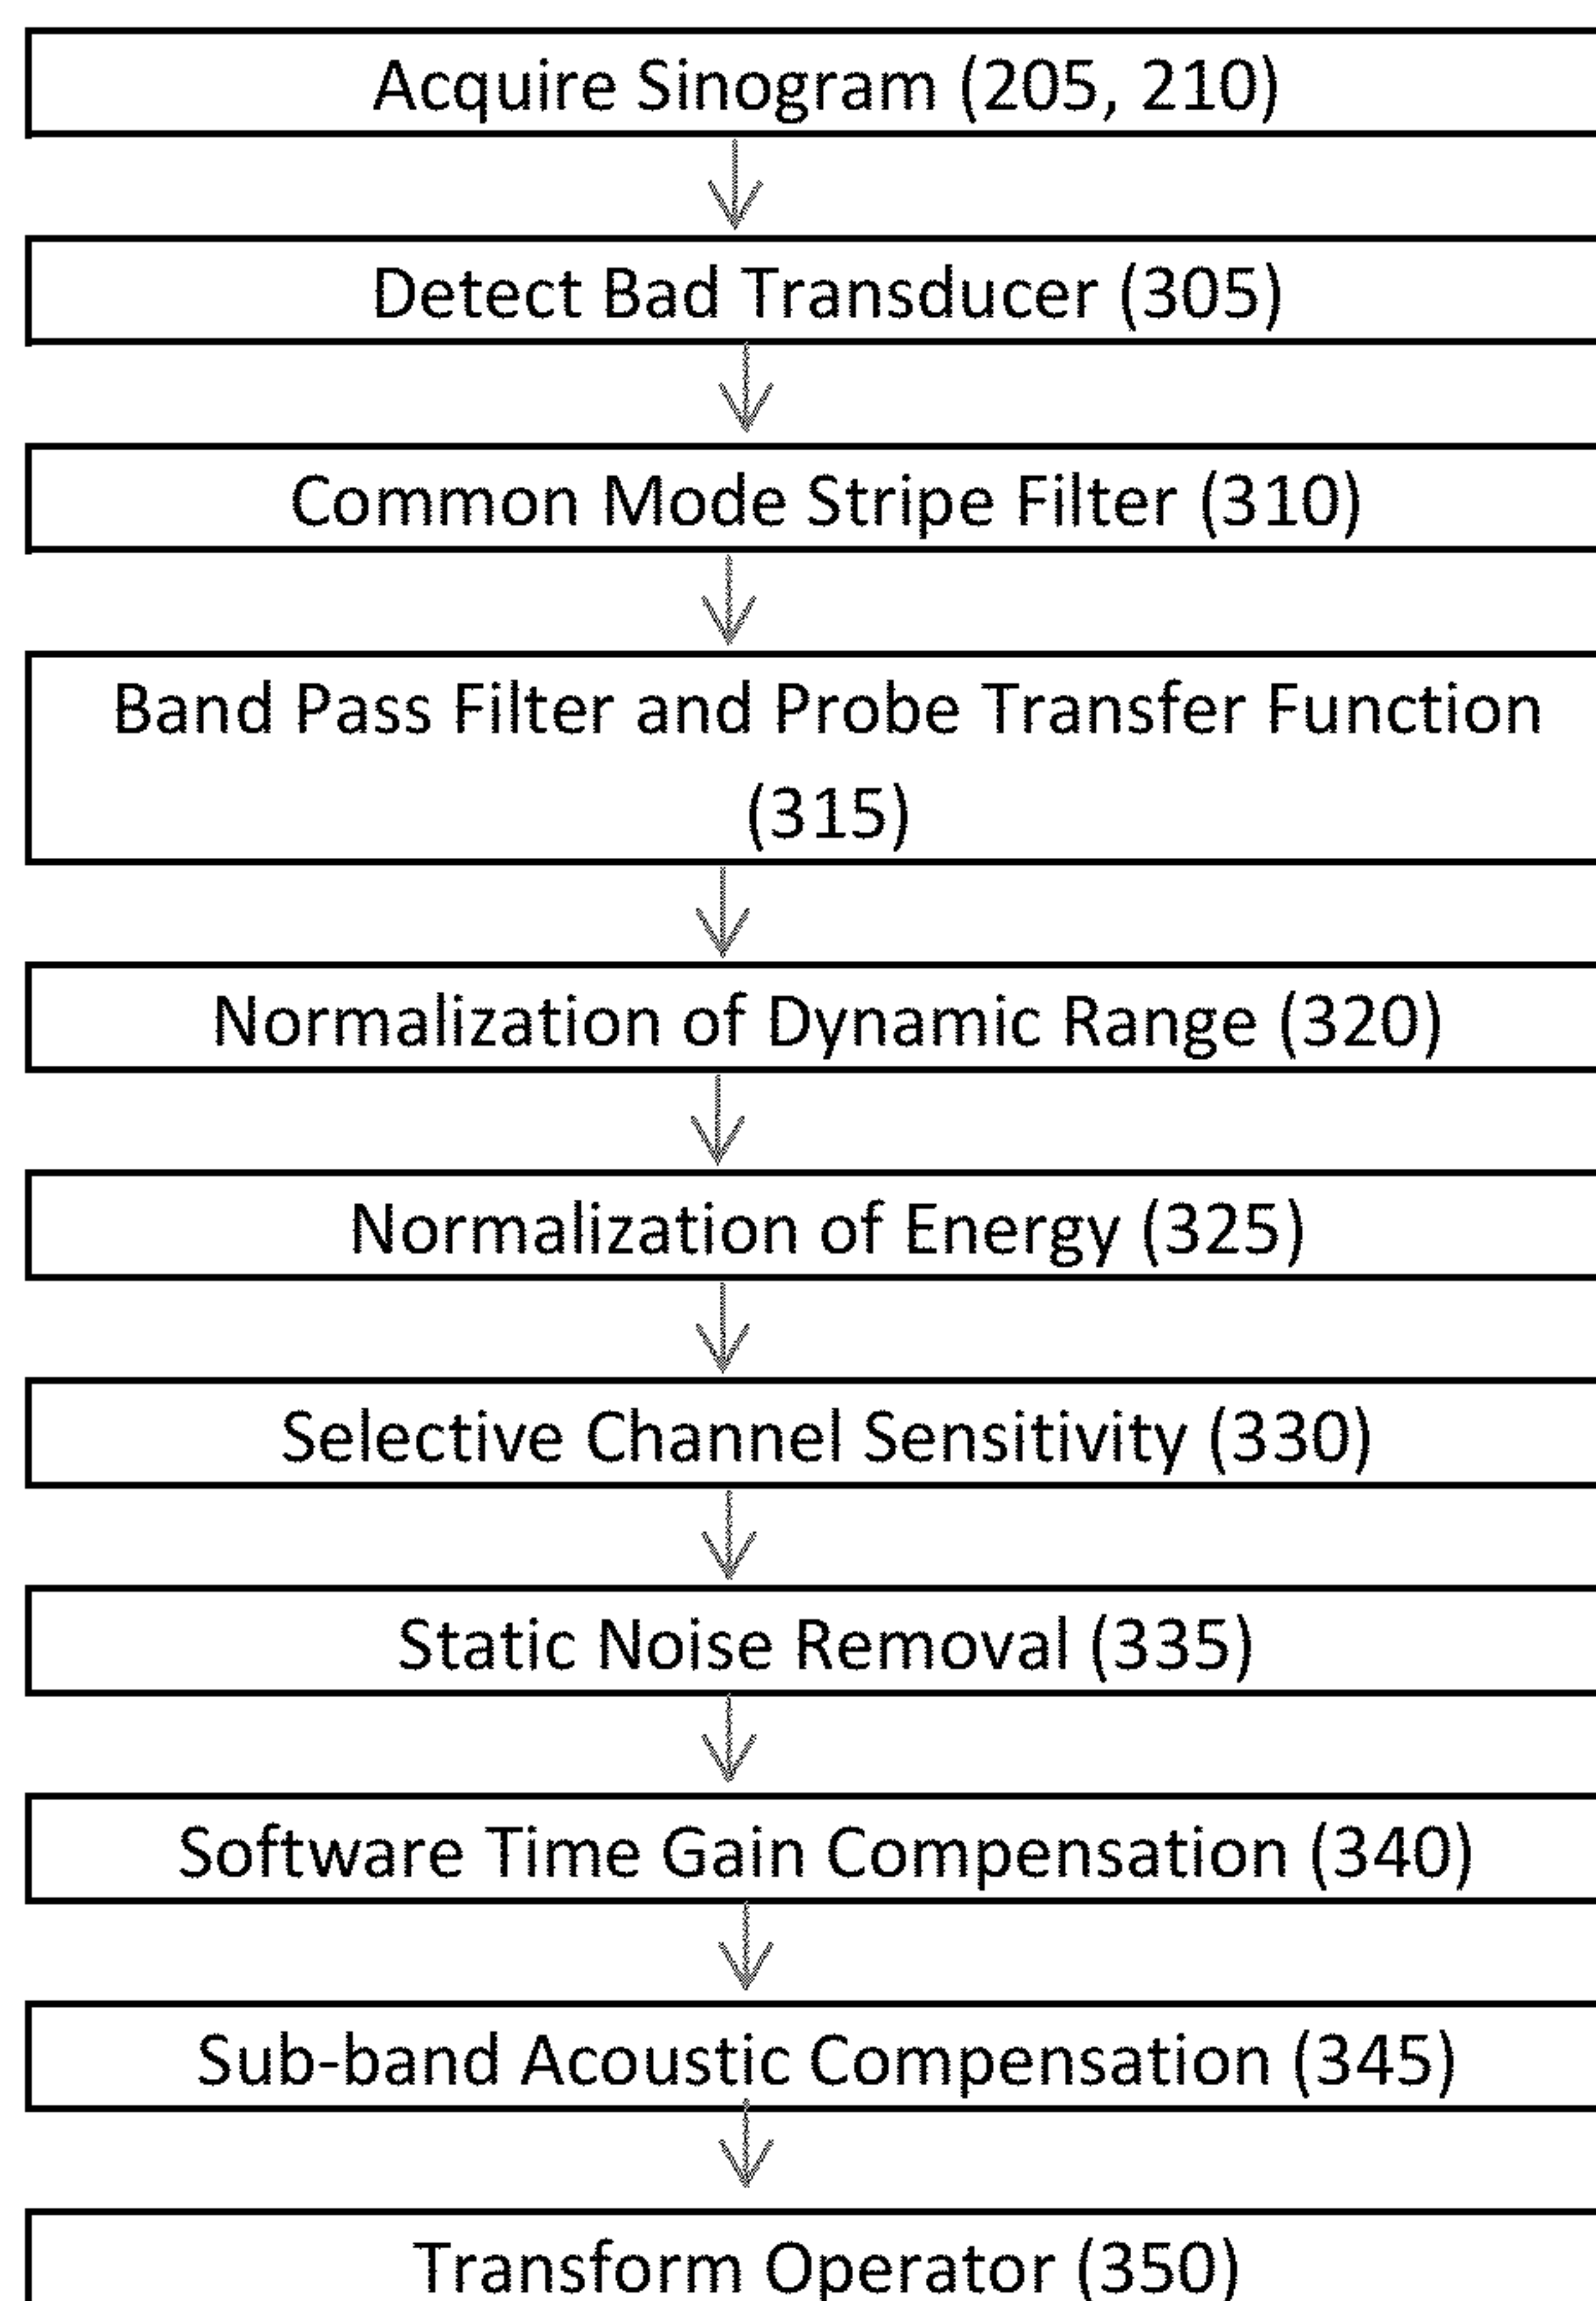 Acquire Sinogram (205, 210)
Detect Bad Transducer (305)
Common Mode Stripe Filter (310)
Band Pass Filter and Probe Transfer Function
(315)
Normalization of Dynamic Range (320)
Normalization of Energy (325)
Selective Channel Sensitivity (330)
Static Noise Removal (335)
Software Time Gain Compensation (340)
Sub-band Acoustic Compensation (345)
Transform Operator (350)